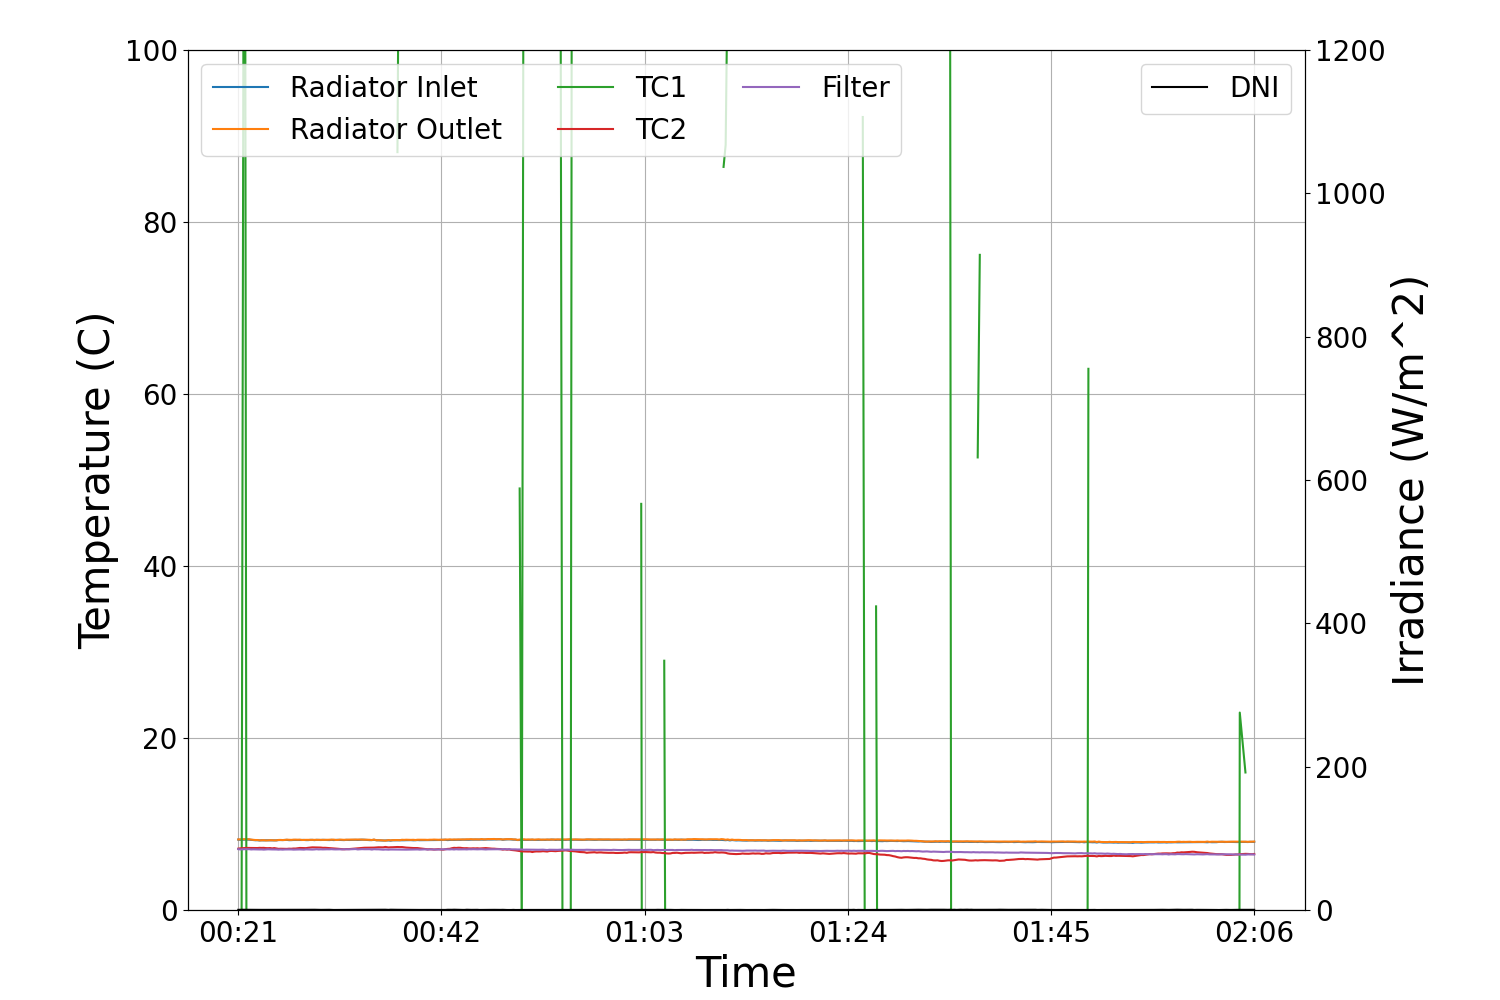 100
80
60
40
20
0
Temperature (C)
Radiator Inlet
Radiator Outlet
TC1
TC2
Filter
DNI
1200
1000
800
600
400
200
0
Irradiance (W/m^2)
00:21 00:42 01:03 01:24 01:45 02:06
Time